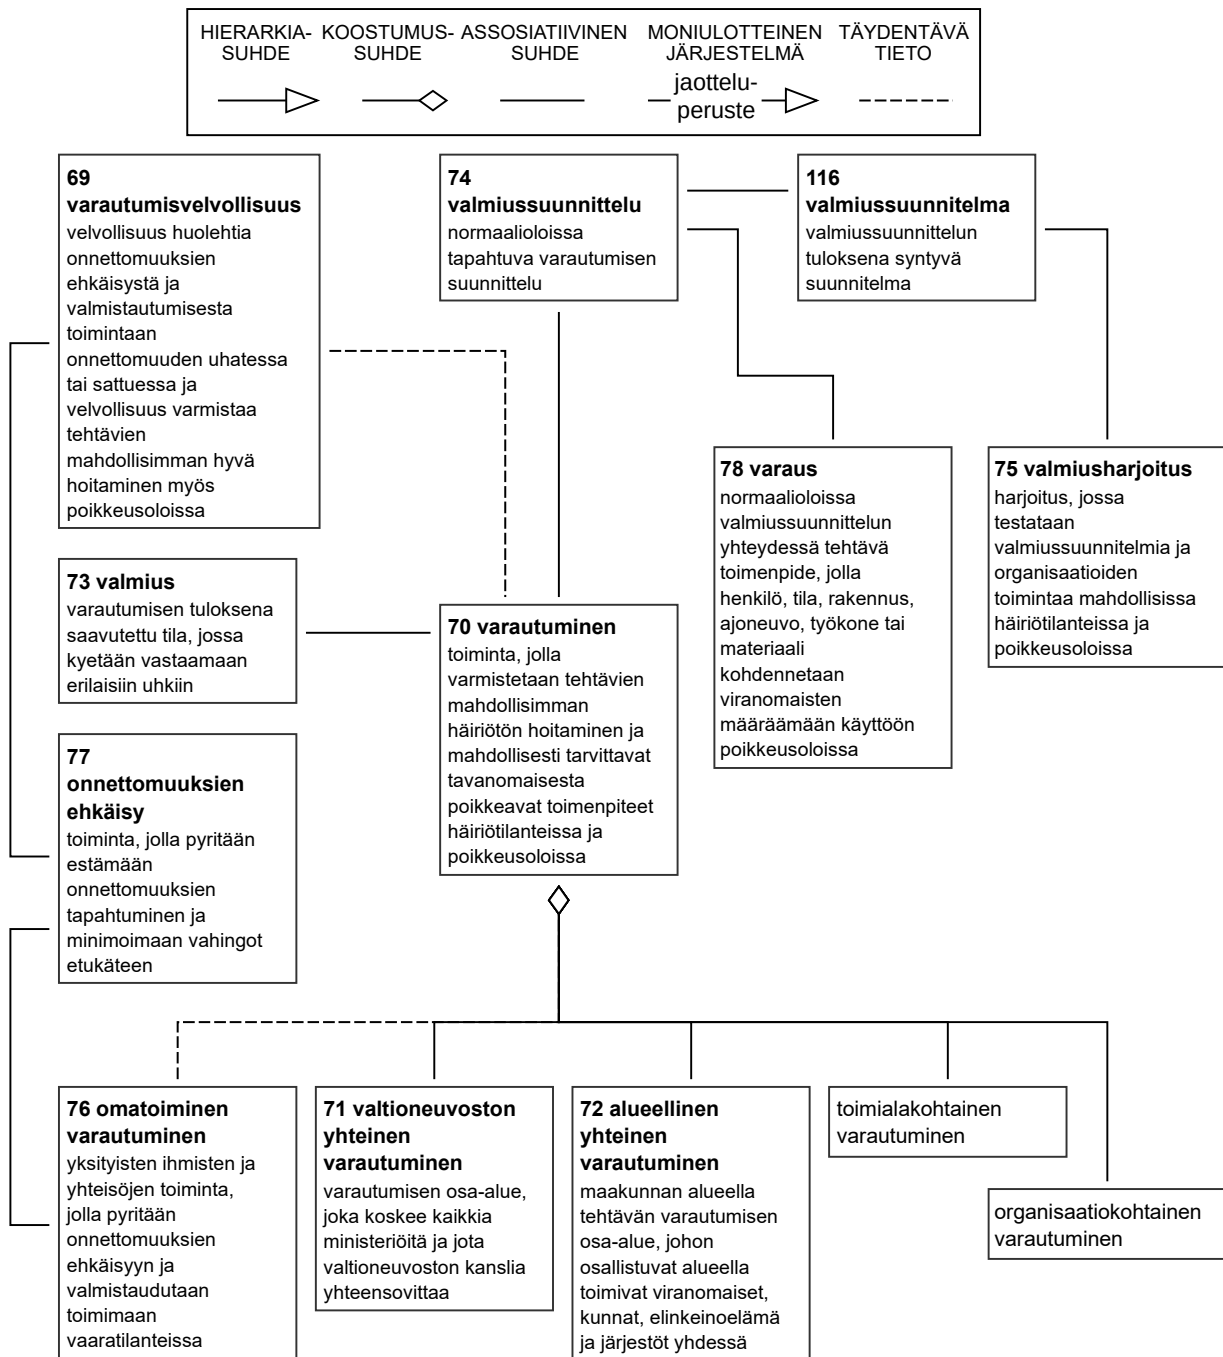 HIERARKIA-
SUHDE
KOOSTUMUS-
SUHDE
ASSOSIATIIVINEN
SUHDE
MONIULOTTEINEN
JÄRJESTELMÄ
TÄYDENTÄVÄ
TIETO
jaottelu-
peruste
69
varautumisvelvollisuus
velvollisuus huolehtia
onnettomuuksien
ehkäisystä ja
valmistautumisesta
toimintaan
onnettomuuden uhatessa
tai sattuessa ja
velvollisuus varmistaa
tehtävien
mahdollisimman hyvä
hoitaminen myös
poikkeusoloissa
74
valmiussuunnittelu
normaalioloissa
tapahtuva varautumisen
suunnittelu
116
valmiussuunnitelma
valmiussuunnittelun
tuloksena syntyvä
suunnitelma
78 varaus
normaalioloissa
valmiussuunnittelun
yhteydessä tehtävä
toimenpide, jolla
henkilö, tila, rakennus,
ajoneuvo, työkone tai
materiaali
kohdennetaan
viranomaisten
määräämään käyttöön
poikkeusoloissa
75 valmiusharjoitus
harjoitus, jossa
testataan
valmiussuunnitelmia ja
organisaatioiden
toimintaa mahdollisissa
häiriötilanteissa ja
poikkeusoloissa
73 valmius
varautumisen tuloksena
saavutettu tila, jossa
kyetään vastaamaan
erilaisiin uhkiin
70 varautuminen
toiminta, jolla
varmistetaan tehtävien
mahdollisimman
häiriötön hoitaminen ja
mahdollisesti tarvittavat
tavanomaisesta
poikkeavat toimenpiteet
häiriötilanteissa ja
poikkeusoloissa
77
onnettomuuksien
ehkäisy
toiminta, jolla pyritään
estämään
onnettomuuksien
tapahtuminen ja
minimoimaan vahingot
etukäteen
76 omatoiminen
varautuminen
yksityisten ihmisten ja
yhteisöjen toiminta,
jolla pyritään
onnettomuuksien
ehkäisyyn ja
valmistaudutaan
toimimaan
vaaratilanteissa
71 valtioneuvoston
yhteinen
varautuminen
varautumisen osa-alue,
joka koskee kaikkia
ministeriöitä ja jota
valtioneuvoston kanslia
yhteensovittaa
72 alueellinen
yhteinen
varautuminen
maakunnan alueella
tehtävän varautumisen
osa-alue, johon
osallistuvat alueella
toimivat viranomaiset,
kunnat, elinkeinoelämä
ja järjestöt yhdessä
toimialakohtainen
varautuminen
organisaatiokohtainen
varautuminen